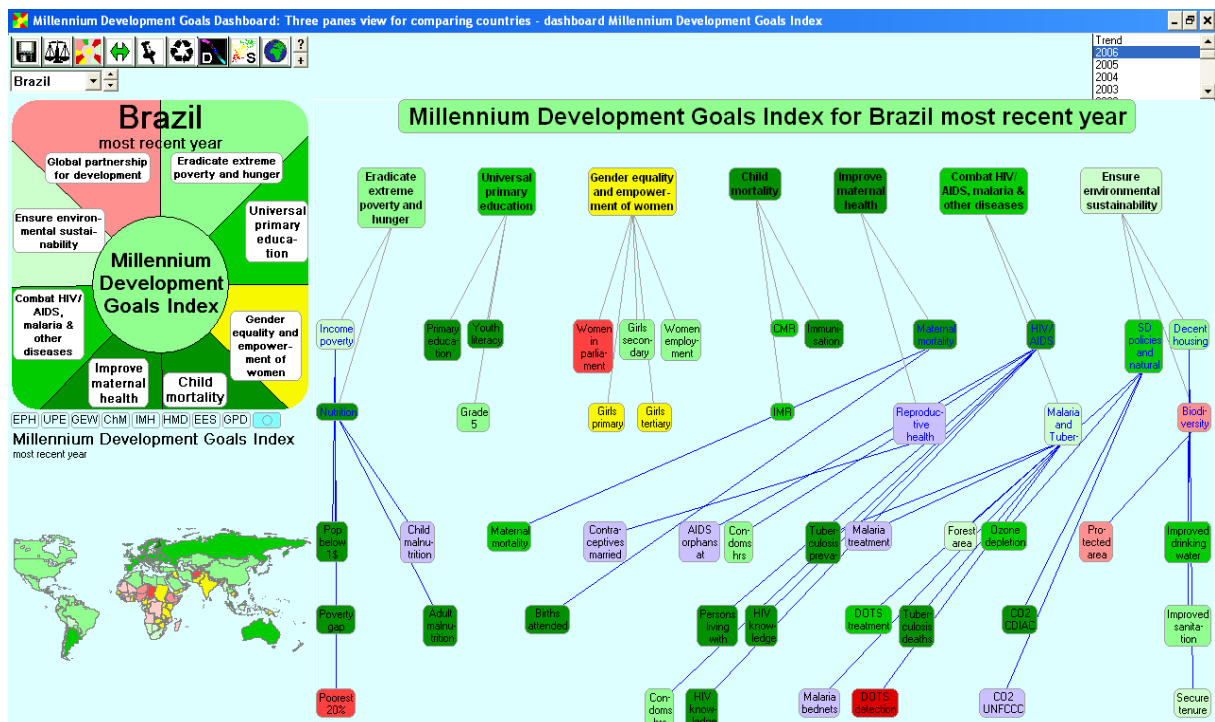 Millennium Development Goals Dashboard: Three panes view for comparing countries - dashboard Millennium Development Goals Index
D
A-S
?
+
Brazil
Trend
2006
2005
2004
2003
Brazil
most recent year
Global partnership
for development
Eradicate extreme
poverty and hunger
Ensure environ-
mental sustai-
nability
Universal
primary
educa-
tion
Millennium
Development
Goals Index
Combat HIV/
AIDS,
malaria &
other
diseases
Gender
equality and
empower-
ment of
women
Improve
maternal
health
Child
mortality
EPH UPE GEW ChM IMH HMD EES GPD
Millennium Development Goals Index
most recent year
Millennium Development Goals Index for Brazil most recent year
Eradicate
extreme
poverty and
hunger
Universal
primary
education
Gender equality
and empower-
ment of women
Child
mortality
Improve
maternal
health
Combat HIV/
AIDS, malaria &
other diseases
Ensure
environmental
sustainability
Income
poverty
Primary
educa-
tion
Youth
literacy
Women
in
parlia-
ment
Girls
secon-
dary
Women
employ-
ment
CMR
Immuni-
sation
Maternal
mortality
HIV/
AIDS
SD
policies
and
natural
Decent
housing
Nutrition
Grade
5
Girls
primary
Girls
tertiary
IMR
Reproduc-
tive
health
Malaria
and
Tuber-
Biodi-
versity
Pop
below
1$
Child
malnu-
trition
Maternal
mortality
Contra-
ceptives
married
AIDS
orphans
at
Con-
doms
hrs
Tuber-
culosis
preva-
Malaria
treatment
Forest
area
Ozone
depletion
Pro-
tected
area
Improved
drinking
water
Poverty
gap
Adult
malnu-
trition
Births
attended
Persons
living
with
HIV
know-
ledge
DOTS
treatment
Tuber-
culosis
deaths
CO2
CDIAC
Improved
sanita-
tion
Poorest
20%
Con-
doms
hrs
HIV
know-
ledge
Malaria
bednets
DOTS
detection
CO2
UNFCCC
Secure
tenure